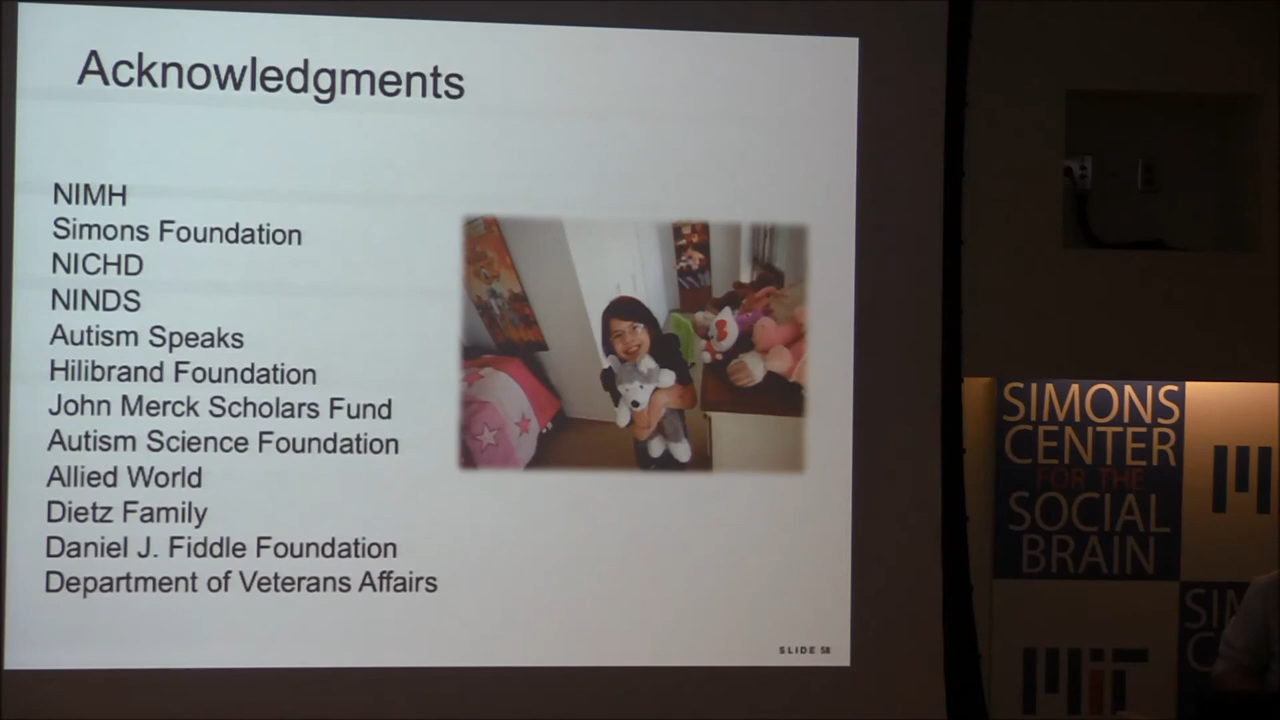 Acknowledgments
NIMH
Simons Foundation
NICHD
NINDS
Autism Speaks
Hilibrand Foundation
John Merck Scholars Fund
Autism Science Foundation
Allied World
Dietz Family
Daniel J. Fiddle Foundation
Department of Veterans Affairs
SLIDE 58
SIMONS
CENTER
FOR THE
SOCIAL
BRAIN
MIT